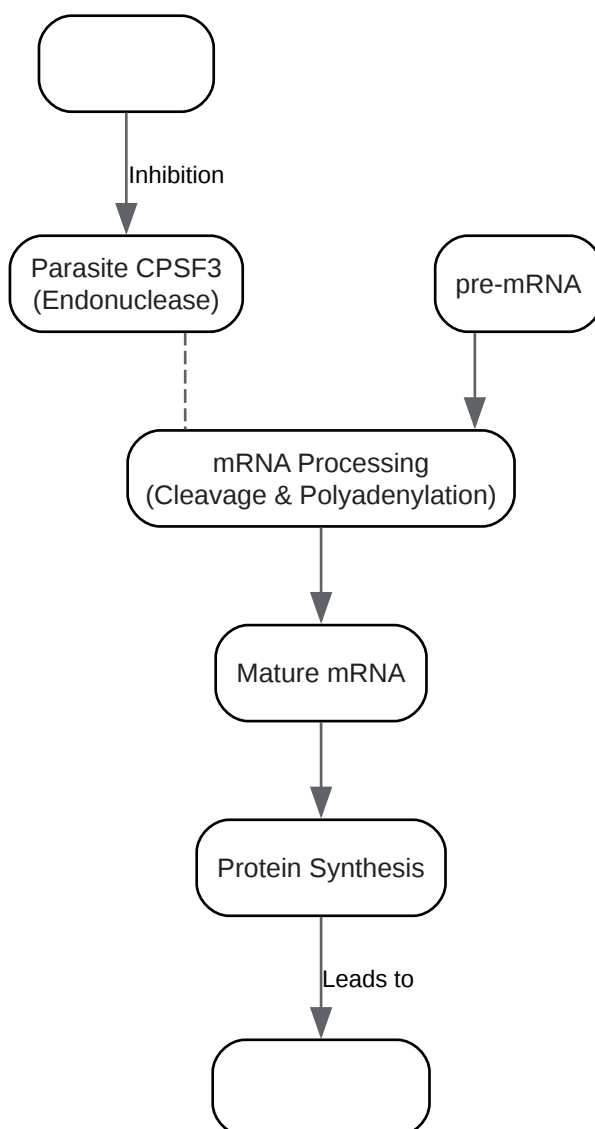 Inhibition
Parasite CPSF3
(Endonuclease)
pre-mRNA
mRNA Processing
(Cleavage & Polyadenylation)
Mature mRNA
Protein Synthesis
Leads to